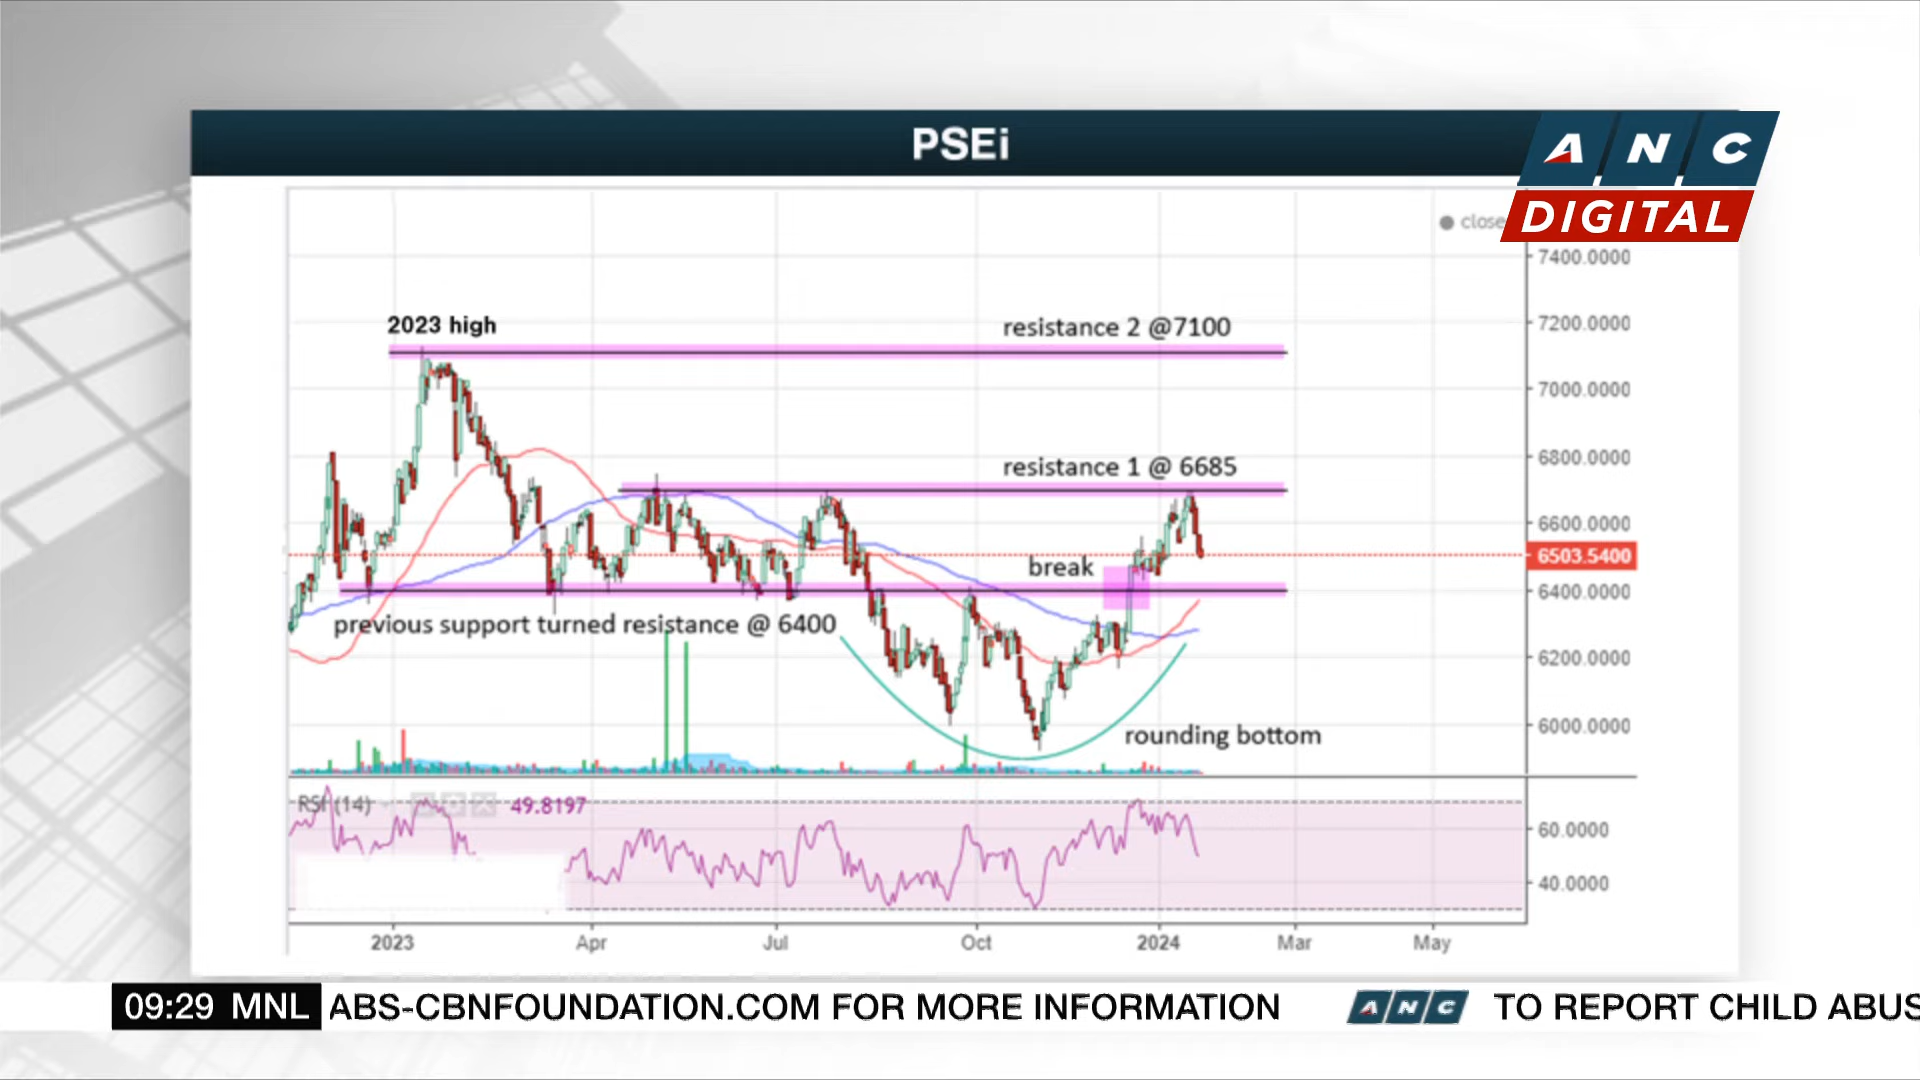 PSEi
ANC
DIGITAL
close
7400.0000
2023 high
resistance 2 @7100
7200.0000
7000.0000
resistance 1 @ 6685
6800.0000
6600.0000
break
6503.5400
6400.0000
previous support turned resistance @ 6400
6200.0000
rounding bottom
6000.0000
RSI (14)
49.8197
60.0000
40.0000
2023 Apr Jul Oct 2024 Mar May
09:29 MNL ABS-CBNFOUNDATION.COM FOR MORE INFORMATION ANC TO REPORT CHILD ABUS